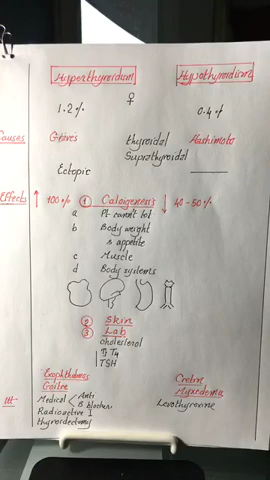 Hyperthyroidism Hypothyroidism
1.2% ♀ 0.4%
Causes Graves thyroidal Hashimoto
Suprathyroidal
Ectopic
Effects ↑ 100% ① Calorigenesis ↓ 40-50%
a Pt. cannot tol
b Body weight
& appetite
c Muscle
d Body systems
② Skin
③ Lab
cholesterol
T3 T4
TSH
Exophthalmos Cretin
Goitre Myxedema
Medical Anti Levothyroxine
B blockers
Radioactive I
thyroidectomy